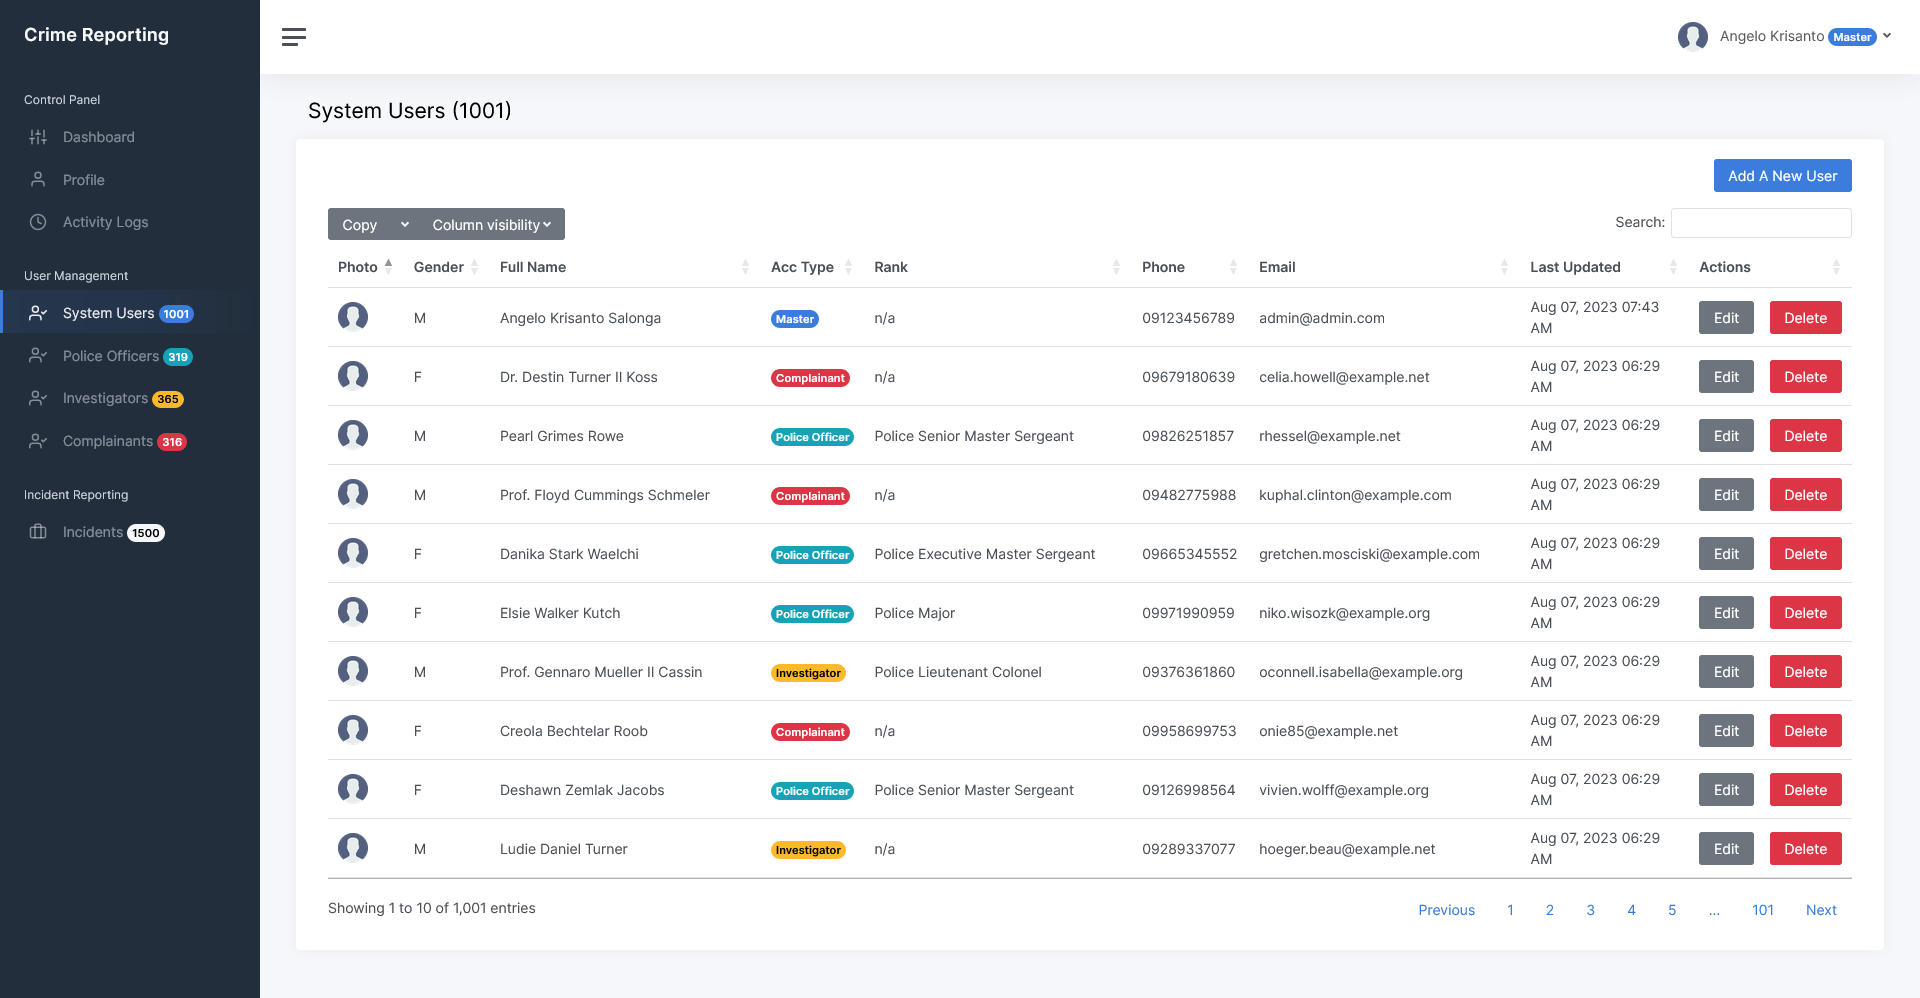 Crime Reporting
Angelo Krisanto Master
Control Panel
Dashboard
Profile
Activity Logs
User Management
System Users 1001
Police Officers 319
Investigators 365
Complainants 316
Incident Reporting
Incidents 1500
System Users (1001)
Add A New User
Copy Column visibility
Search:
Photo Gender Full Name Acc Type Rank Phone Email Last Updated Actions
M Angelo Krisanto Salonga Master n/a 09123456789 admin@admin.com Aug 07, 2023 07:43 AM Edit Delete
F Dr. Destin Turner II Koss Complainant n/a 09679180639 celia.howell@example.net Aug 07, 2023 06:29 AM Edit Delete
M Pearl Grimes Rowe Police Officer Police Senior Master Sergeant 09826251857 rhessel@example.net Aug 07, 2023 06:29 AM Edit Delete
M Prof. Floyd Cummings Schmeler Complainant n/a 09482775988 kuphal.clinton@example.com Aug 07, 2023 06:29 AM Edit Delete
F Danika Stark Waelchi Police Officer Police Executive Master Sergeant 09665345552 gretchen.mosciski@example.com Aug 07, 2023 06:29 AM Edit Delete
F Elsie Walker Kutch Police Officer Police Major 09971990959 niko.wisozk@example.org Aug 07, 2023 06:29 AM Edit Delete
M Prof. Gennaro Mueller II Cassin Investigator Police Lieutenant Colonel 09376361860 oconnell.isabella@example.org Aug 07, 2023 06:29 AM Edit Delete
F Creola Bechtelar Roob Complainant n/a 09958699753 onie85@example.net Aug 07, 2023 06:29 AM Edit Delete
F Deshawn Zemlak Jacobs Police Officer Police Senior Master Sergeant 09126998564 vivien.wolff@example.org Aug 07, 2023 06:29 AM Edit Delete
M Ludie Daniel Turner Investigator n/a 09289337077 hoeger.beau@example.net Aug 07, 2023 06:29 AM Edit Delete
Showing 1 to 10 of 1,001 entries
Previous 1 2 3 4 5 … 101 Next